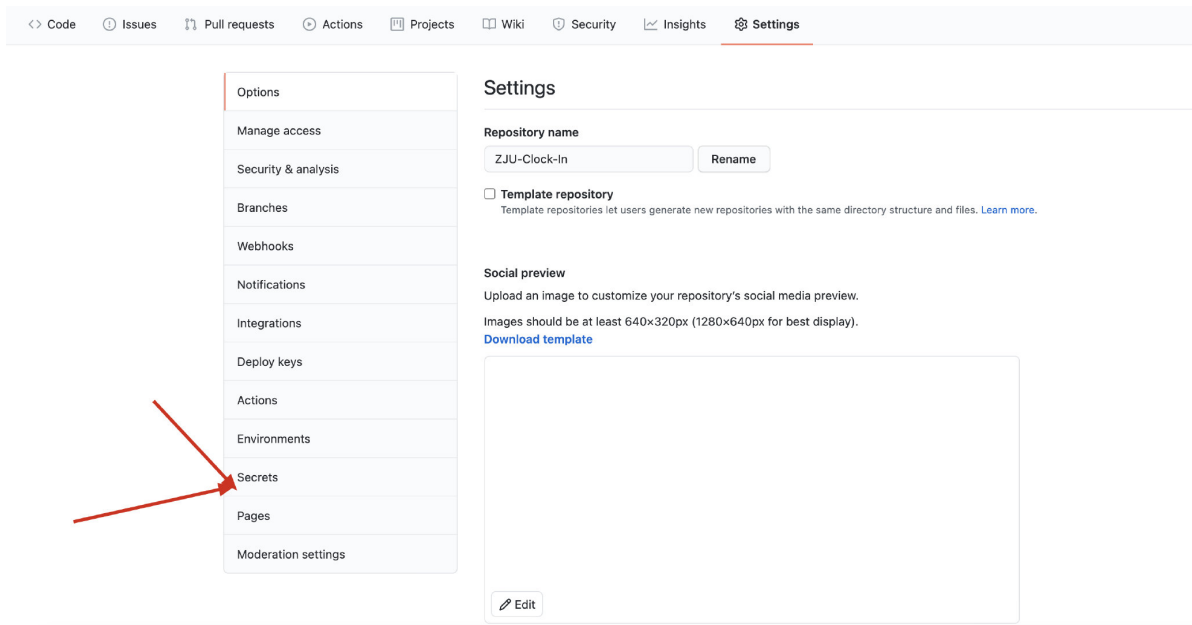 Code Issues Pull requests Actions Projects Wiki Security Insights Settings
Options
Manage access
Security & analysis
Branches
Webhooks
Notifications
Integrations
Deploy keys
Actions
Environments
Secrets
Pages
Moderation settings
Settings
Repository name
ZJU-Clock-In Rename
Template repository
Template repositories let users generate new repositories with the same directory structure and files. Learn more.
Social preview
Upload an image to customize your repository's social media preview.
Images should be at least 640×320px (1280×640px for best display).
Download template
Edit